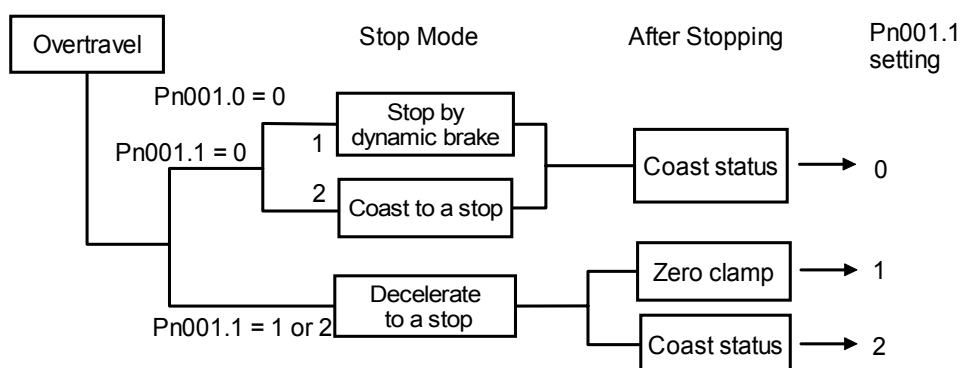 Overtravel
Stop Mode
After Stopping
Pn001.1
setting
Pn001.0 = 0
Stop by
dynamic brake
1
Pn001.1 = 0
Coast status
0
2
Coast to a stop
Zero clamp
1
Decelerate
to a stop
Pn001.1 = 1 or 2
Coast status
2